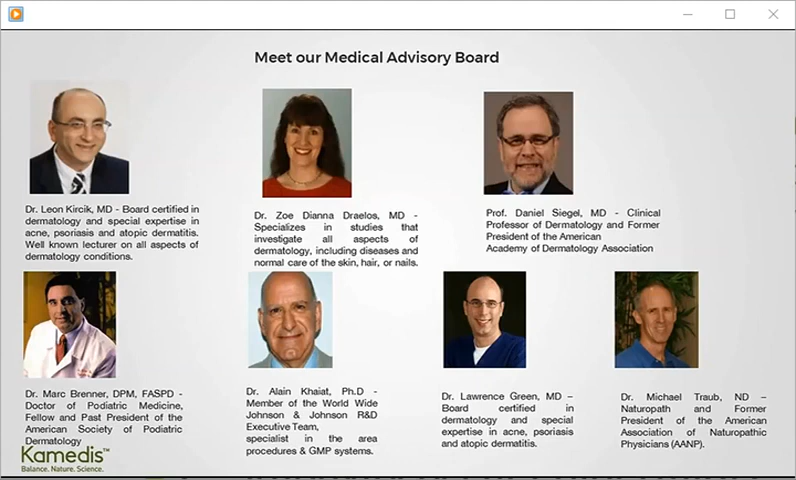 Meet our Medical Advisory Board
Dr. Leon Kircik, MD - Board certified in
dermatology and special expertise in
acne, psoriasis and atopic dermatitis.
Well known lecturer on all aspects of
dermatology conditions.
Dr. Zoe Dianna Draelos, MD -
Specializes in studies that
investigate all aspects of
dermatology, including diseases and
normal care of the skin, hair, or nails.
Prof. Daniel Siegel, MD - Clinical
Professor of Dermatology and Former
President of the American
Academy of Dermatology Association
Dr. Marc Brenner, DPM, FASPD -
Doctor of Podiatric Medicine,
Fellow and Past President of the
American Society of Podiatric
Dermatology
Dr. Alain Khaiat, Ph.D -
Member of the World Wide
Johnson & Johnson R&D
Executive Team,
specialist in the area
procedures & GMP systems.
Dr. Lawrence Green, MD –
Board certified in
dermatology and special
expertise in acne, psoriasis
and atopic dermatitis.
Dr. Michael Traub, ND –
Naturopath and Former
President of the American
Association of Naturopathic
Physicians (AANP).
Kamedis™
Balance. Nature. Science.